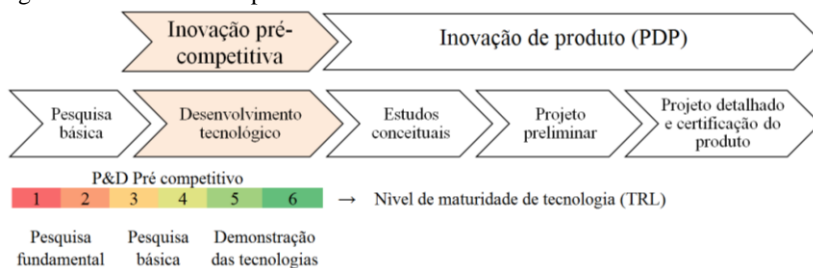 Inovação pré-
competitiva
Inovação de produto (PDP)
Pesquisa
básica
Desenvolvimento
tecnológico
Estudos
conceituais
Projeto
preliminar
Projeto detalhado
e certificação do
produto
P&D Pré competitivo
1 2 3 4 5 6 → Nivel de maturidade de tecnologia (TRL)
Pesquisa
fundamental
Pesquisa
básica
Demonstração
das tecnologias